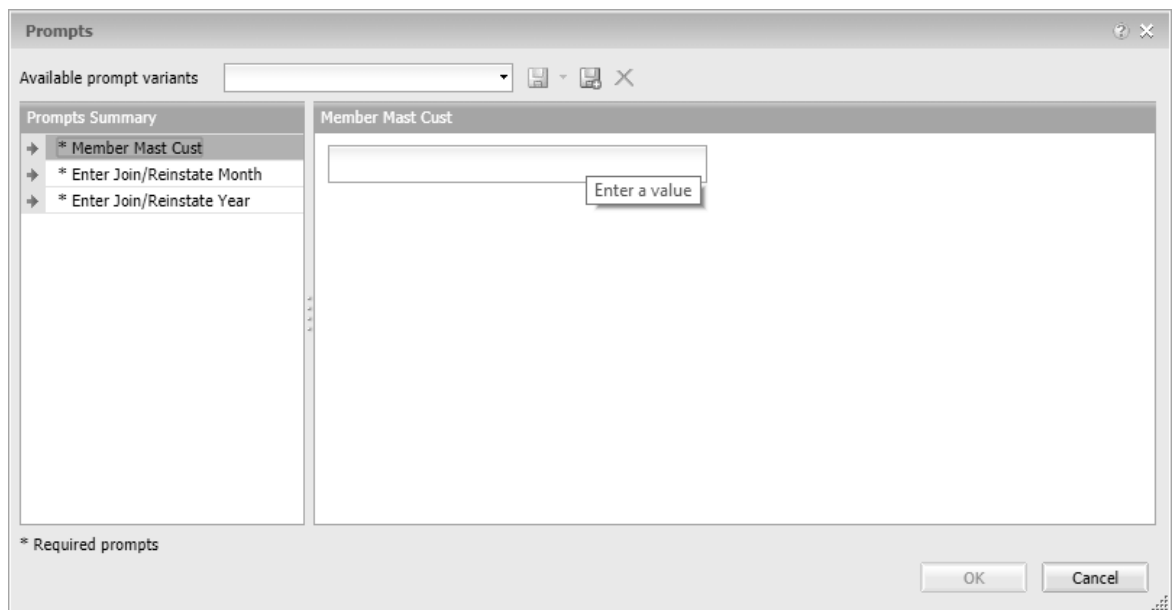 Prompts
Available prompt variants
Prompts Summary
Member Mast Cust
* Member Mast Cust
* Enter Join/Reinstate Month
* Enter Join/Reinstate Year
Enter a value
* Required prompts
OK
Cancel